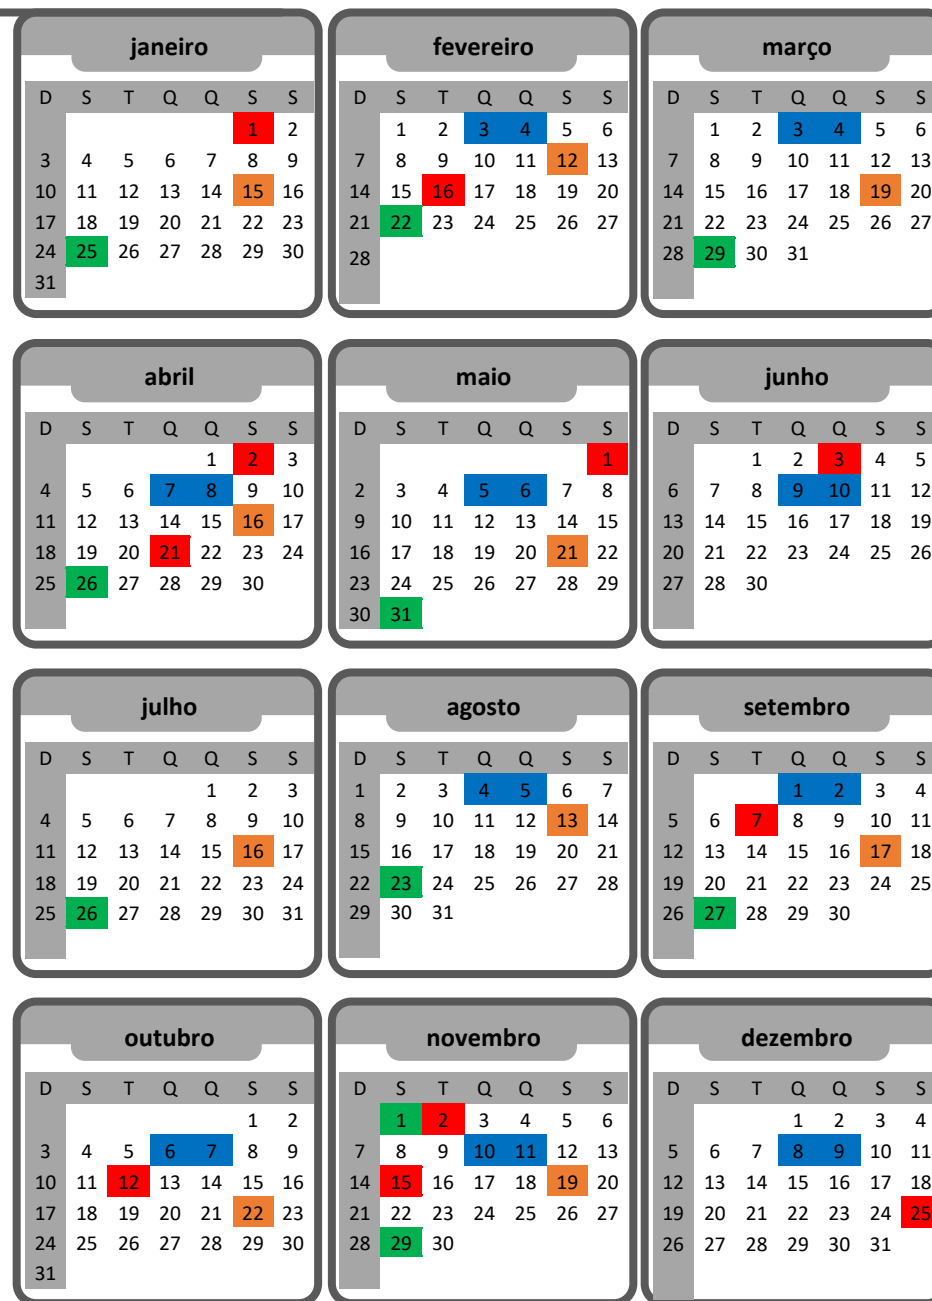 janeiro
D S T Q Q S S
1 2
3 4 5 6 7 8 9
10 11 12 13 14 15 16
17 18 19 20 21 22 23
24 25 26 27 28 29 30
31
fevereiro
D S T Q Q S S
1 2 3 4 5 6
7 8 9 10 11 12 13
14 15 16 17 18 19 20
21 22 23 24 25 26 27
28
março
D S T Q Q S S
1 2 3 4 5 6
7 8 9 10 11 12 13
14 15 16 17 18 19 20
21 22 23 24 25 26 27
28 29 30 31
abril
D S T Q Q S S
1 2 3
4 5 6 7 8 9 10
11 12 13 14 15 16 17
18 19 20 21 22 23 24
25 26 27 28 29 30
maio
D S T Q Q S S
1
2 3 4 5 6 7 8
9 10 11 12 13 14 15
16 17 18 19 20 21 22
23 24 25 26 27 28 29
30 31
junho
D S T Q Q S S
1 2 3 4 5
6 7 8 9 10 11 12
13 14 15 16 17 18 19
20 21 22 23 24 25 26
27 28 30
julho
D S T Q Q S S
1 2 3
4 5 6 7 8 9 10
11 12 13 14 15 16 17
18 19 20 21 22 23 24
25 26 27 28 29 30 31
agosto
D S T Q Q S S
1 2 3 4 5 6 7
8 9 10 11 12 13 14
15 16 17 18 19 20 21
22 23 24 25 26 27 28
29 30 31
setembro
D S T Q Q S S
1 2 3 4
5 6 7 8 9 10 11
12 13 14 15 16 17 18
19 20 21 22 23 24 25
26 27 28 29 30
outubro
D S T Q Q S S
1 2
3 4 5 6 7 8 9
10 11 12 13 14 15 16
17 18 19 20 21 22 23
24 25 26 27 28 29 30
31
novembro
D S T Q Q S S
1 2 3 4 5 6
7 8 9 10 11 12 13
14 15 16 17 18 19 20
21 22 23 24 25 26 27
28 29 30
dezembro
D S T Q Q S S
1 2 3 4
5 6 7 8 9 10 11
12 13 14 15 16 17 18
19 20 21 22 23 24 25
26 27 28 29 30 31